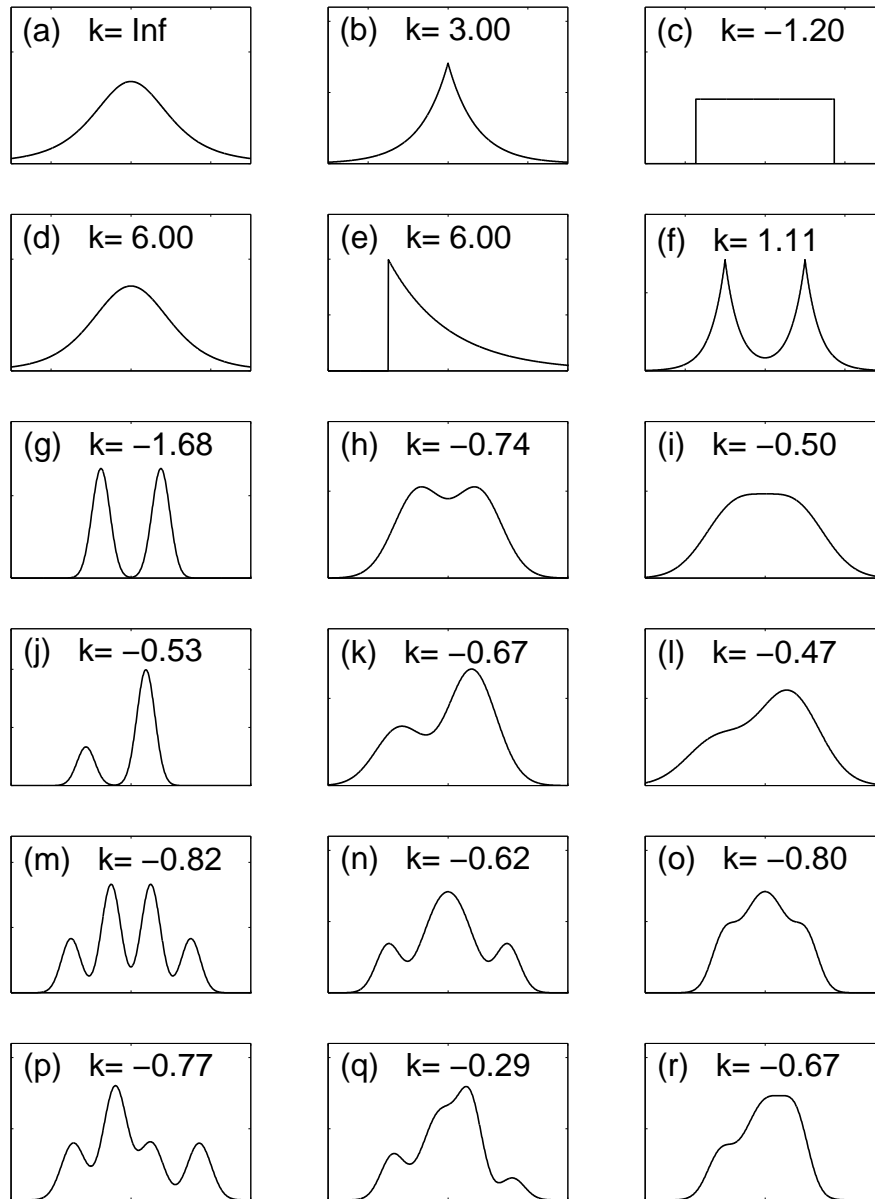 (a) k= Inf
(b) k= 3.00
(c) k= −1.20
(d) k= 6.00
(e) k= 6.00
(f) k= 1.11
(g) k= −1.68
(h) k= −0.74
(i) k= −0.50
(j) k= −0.53
(k) k= −0.67
(l) k= −0.47
(m) k= −0.82
(n) k= −0.62
(o) k= −0.80
(p) k= −0.77
(q) k= −0.29
(r) k= −0.67